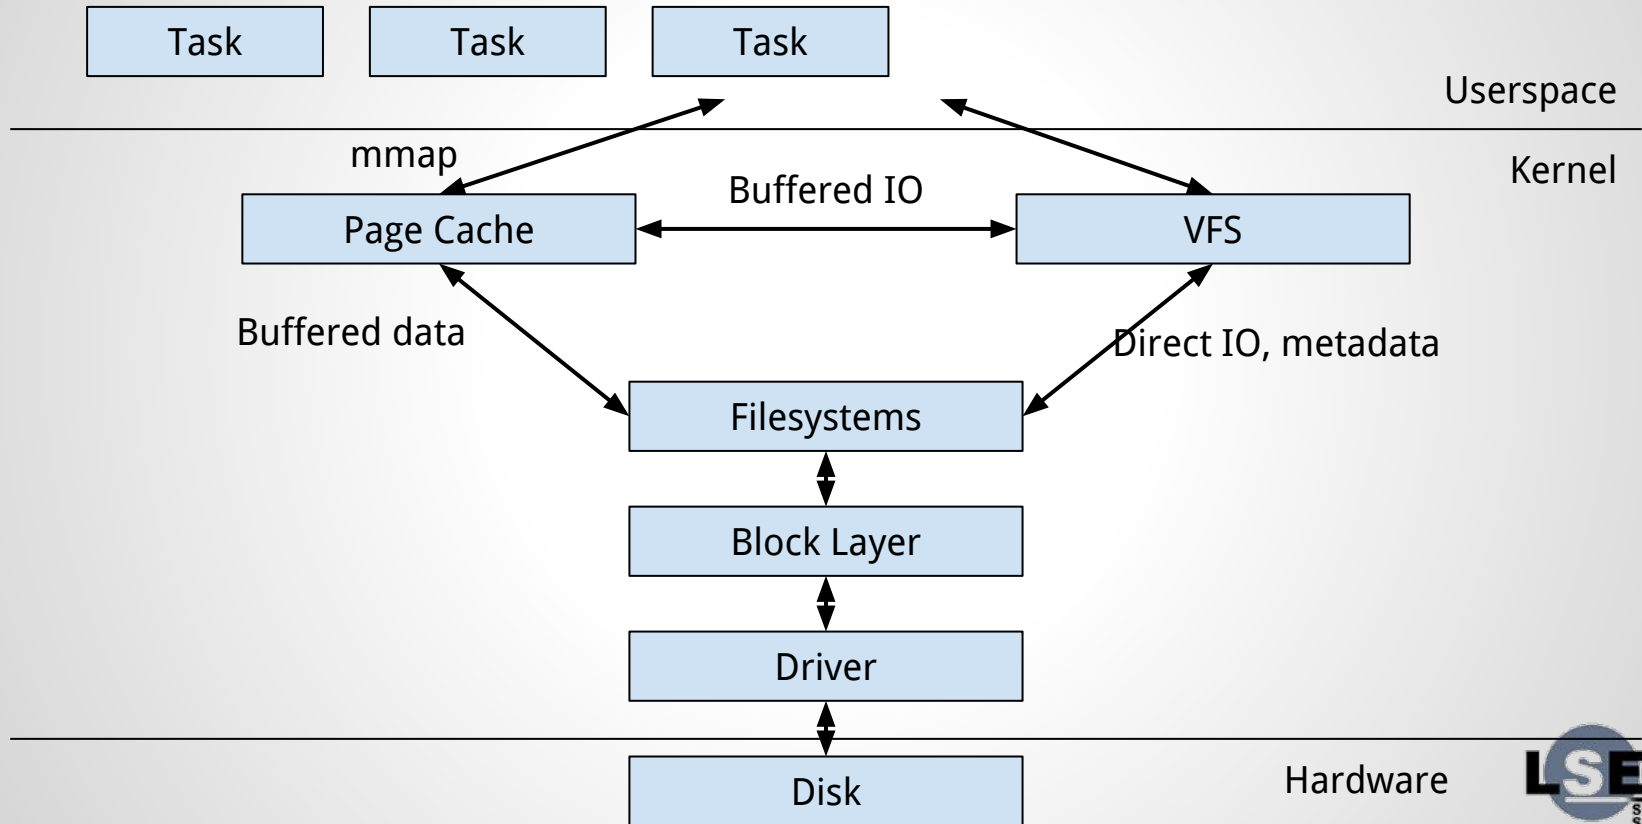 Task
Task
Task
Userspace
mmap
Kernel
Buffered IO
Page Cache
VFS
Buffered data
Direct IO, metadata
Filesystems
Block Layer
Driver
Hardware
LSE
Disk